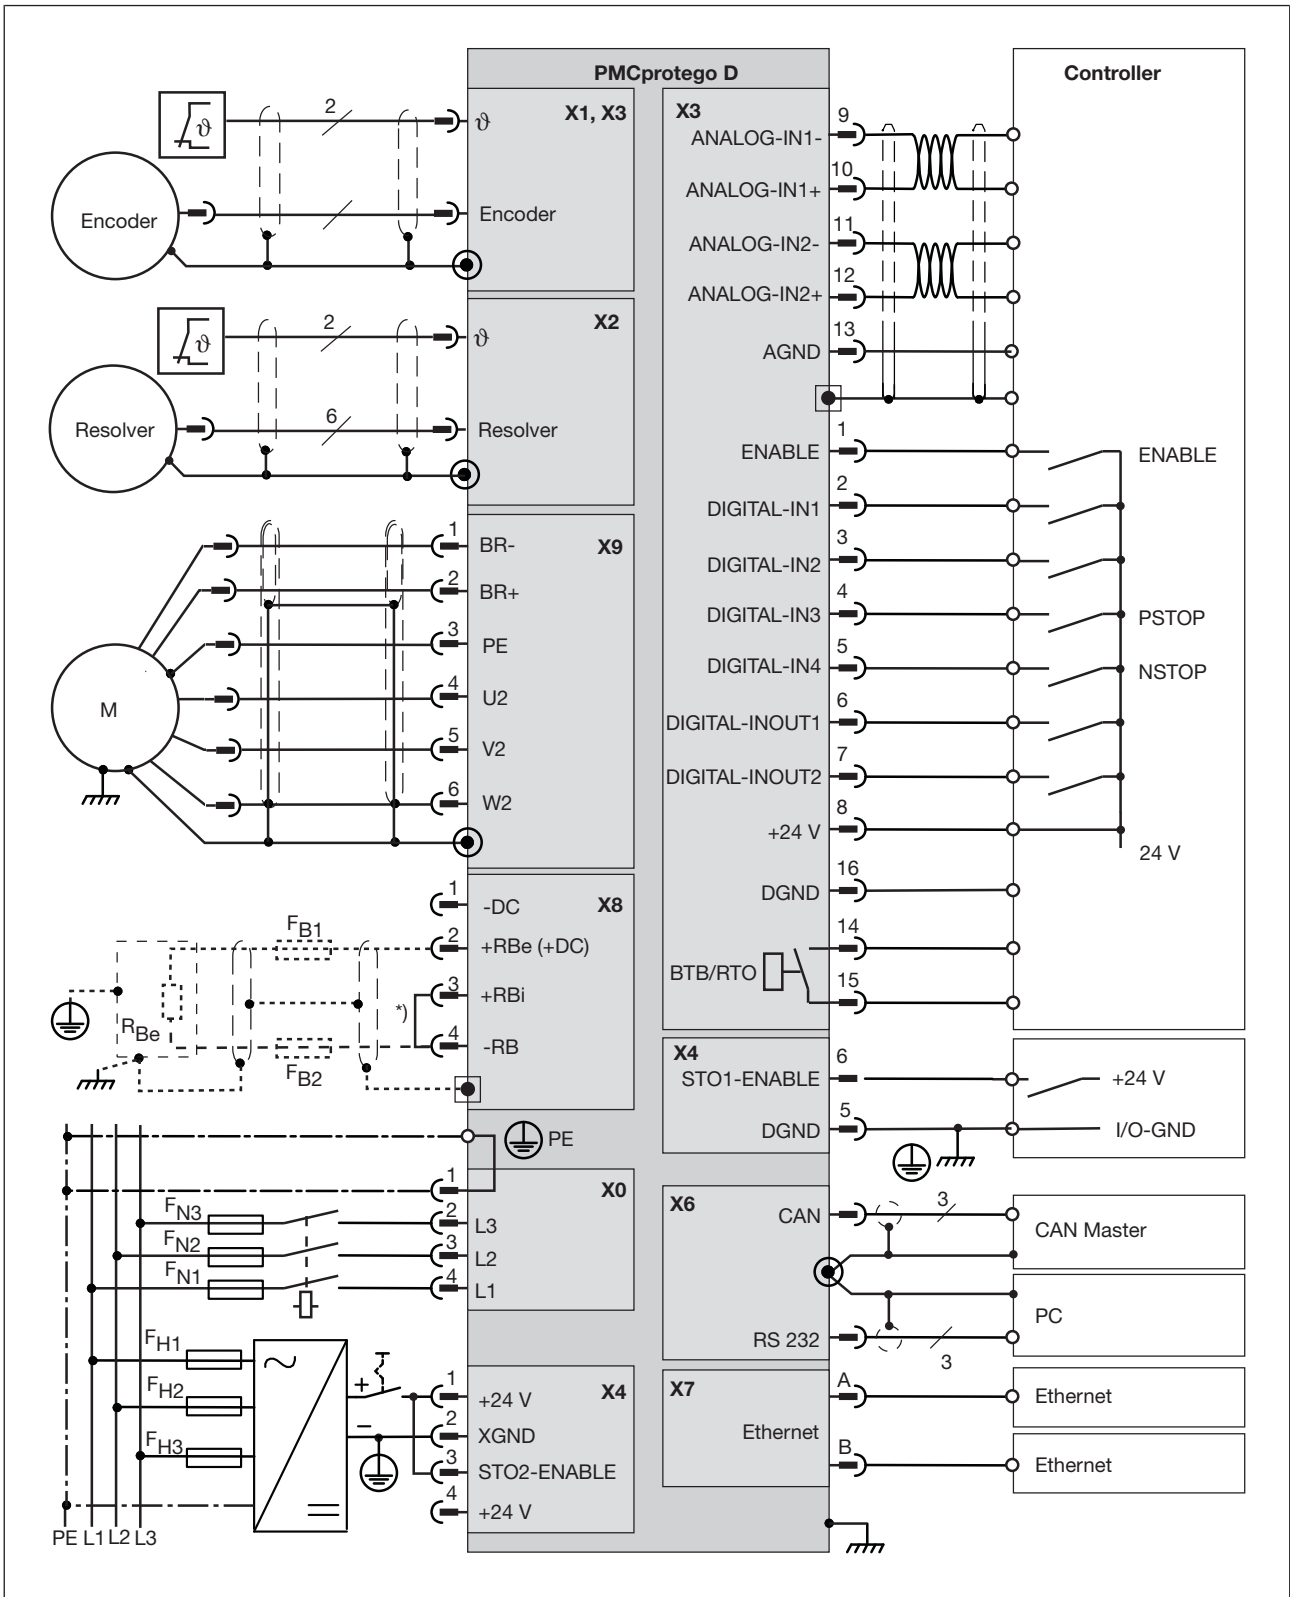 PMCprotego D
Controller
X1, X3
2
ϑ
ϑ
Encoder
Encoder
X2
2
ϑ
ϑ
Resolver
6
Resolver
X9
1
BR-
2
BR+
3
PE
M
4
U2
5
V2
6
W2
X8
1
-DC
FB1
2
+RBe (+DC)
*)
3
+RBi
RBe
4
-RB
FB2
PE
X0
1
FN3
2
L3
FN2
3
L2
FN1
4
L1
FH1
FH2
FH3
X4
+
1
+24 V
–
2
XGND
3
STO2-ENABLE
4
+24 V
PE L1 L2 L3
X3
9
ANALOG-IN1-
10
ANALOG-IN1+
11
ANALOG-IN2-
12
ANALOG-IN2+
13
AGND
1
ENABLE
ENABLE
2
DIGITAL-IN1
3
DIGITAL-IN2
4
DIGITAL-IN3
PSTOP
5
DIGITAL-IN4
NSTOP
6
DIGITAL-INOUT1
7
DIGITAL-INOUT2
8
+24 V
24 V
16
DGND
14
BTB/RTO
15
X4
6
STO1-ENABLE
+24 V
5
DGND
I/O-GND
X6
CAN
3
CAN Master
PC
RS 232
3
X7
A
Ethernet
Ethernet
B
Ethernet